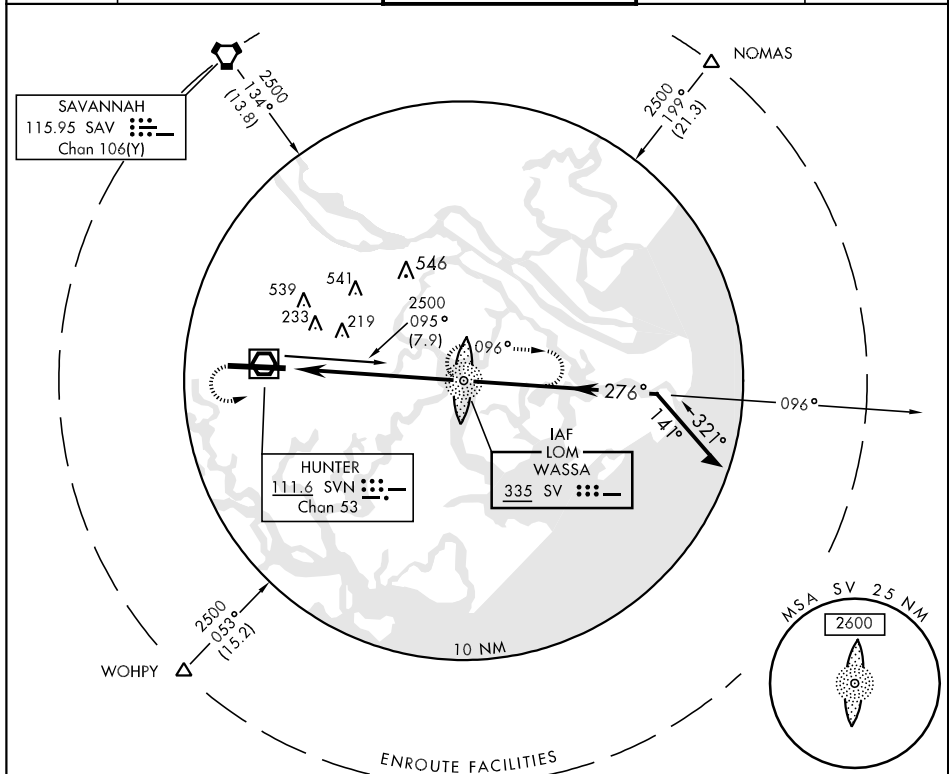 2500
134°
(13.8)
SAVANNAH
115.95 SAV
Chan 106(Y)
NOMAS
2500
199°
(21.3)
546
541
539
233
219
2500
095°
(7.9)
096°
276°
096°
141°
321°
IAF
LOM
WASSA
335 SV
HUNTER
111.6 SVN
Chan 53
2500
053°
(15.2)
WOHPY
10 NM
ENROUTE FACILITIES
MSA SV 25 NM
2600